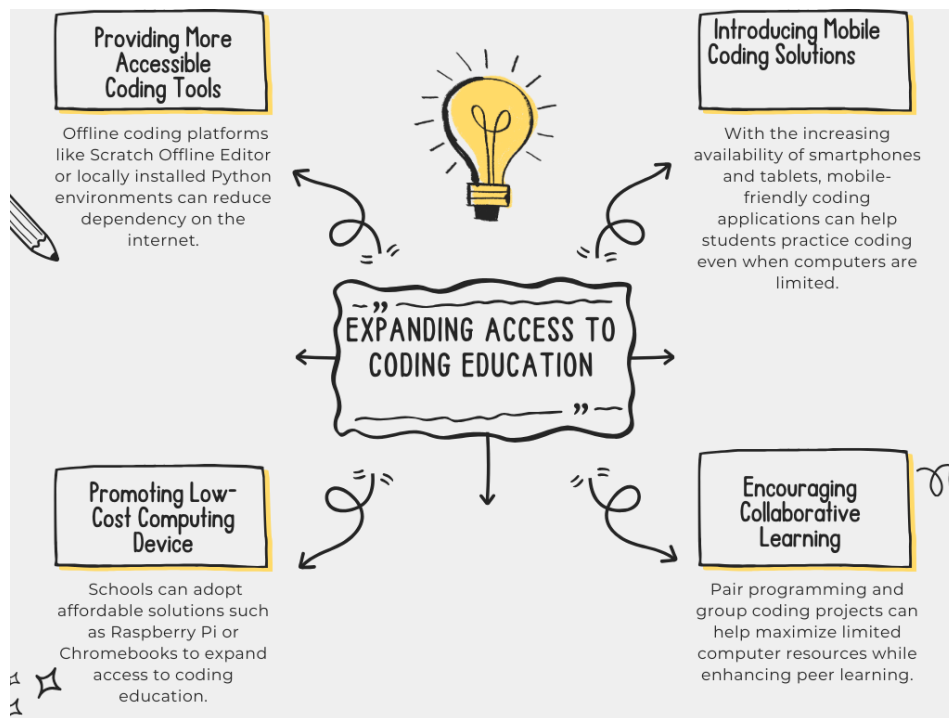 Providing More
Accessible
Coding Tools
Offline coding platforms
like Scratch Offline Editor
or locally installed Python
environments can reduce
dependency on the
internet.
Introducing Mobile
Coding Solutions
With the increasing
availability of smartphones
and tablets, mobile-
friendly coding
applications can help
students practice coding
even when computers are
limited.
EXPANDING ACCESS TO
CODING EDUCATION
Promoting Low-
Cost Computing
Device
Schools can adopt
affordable solutions such
as Raspberry Pi or
Chromebooks to expand
access to coding
education.
Encouraging
Collaborative
Learning
Pair programming and
group coding projects can
help maximize limited
computer resources while
enhancing peer learning.